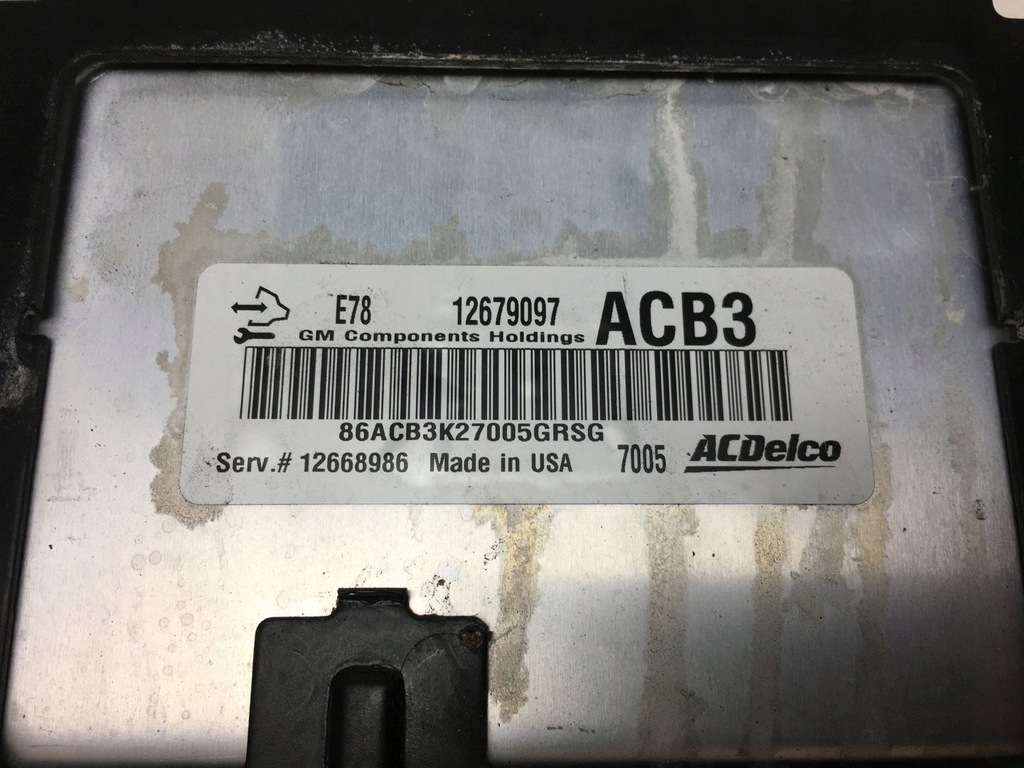 E78 12679097 ACB3
GM Components Holdings
86ACB3K27005GRSG
Serv.# 12668986 Made in USA 7005 ACDelco